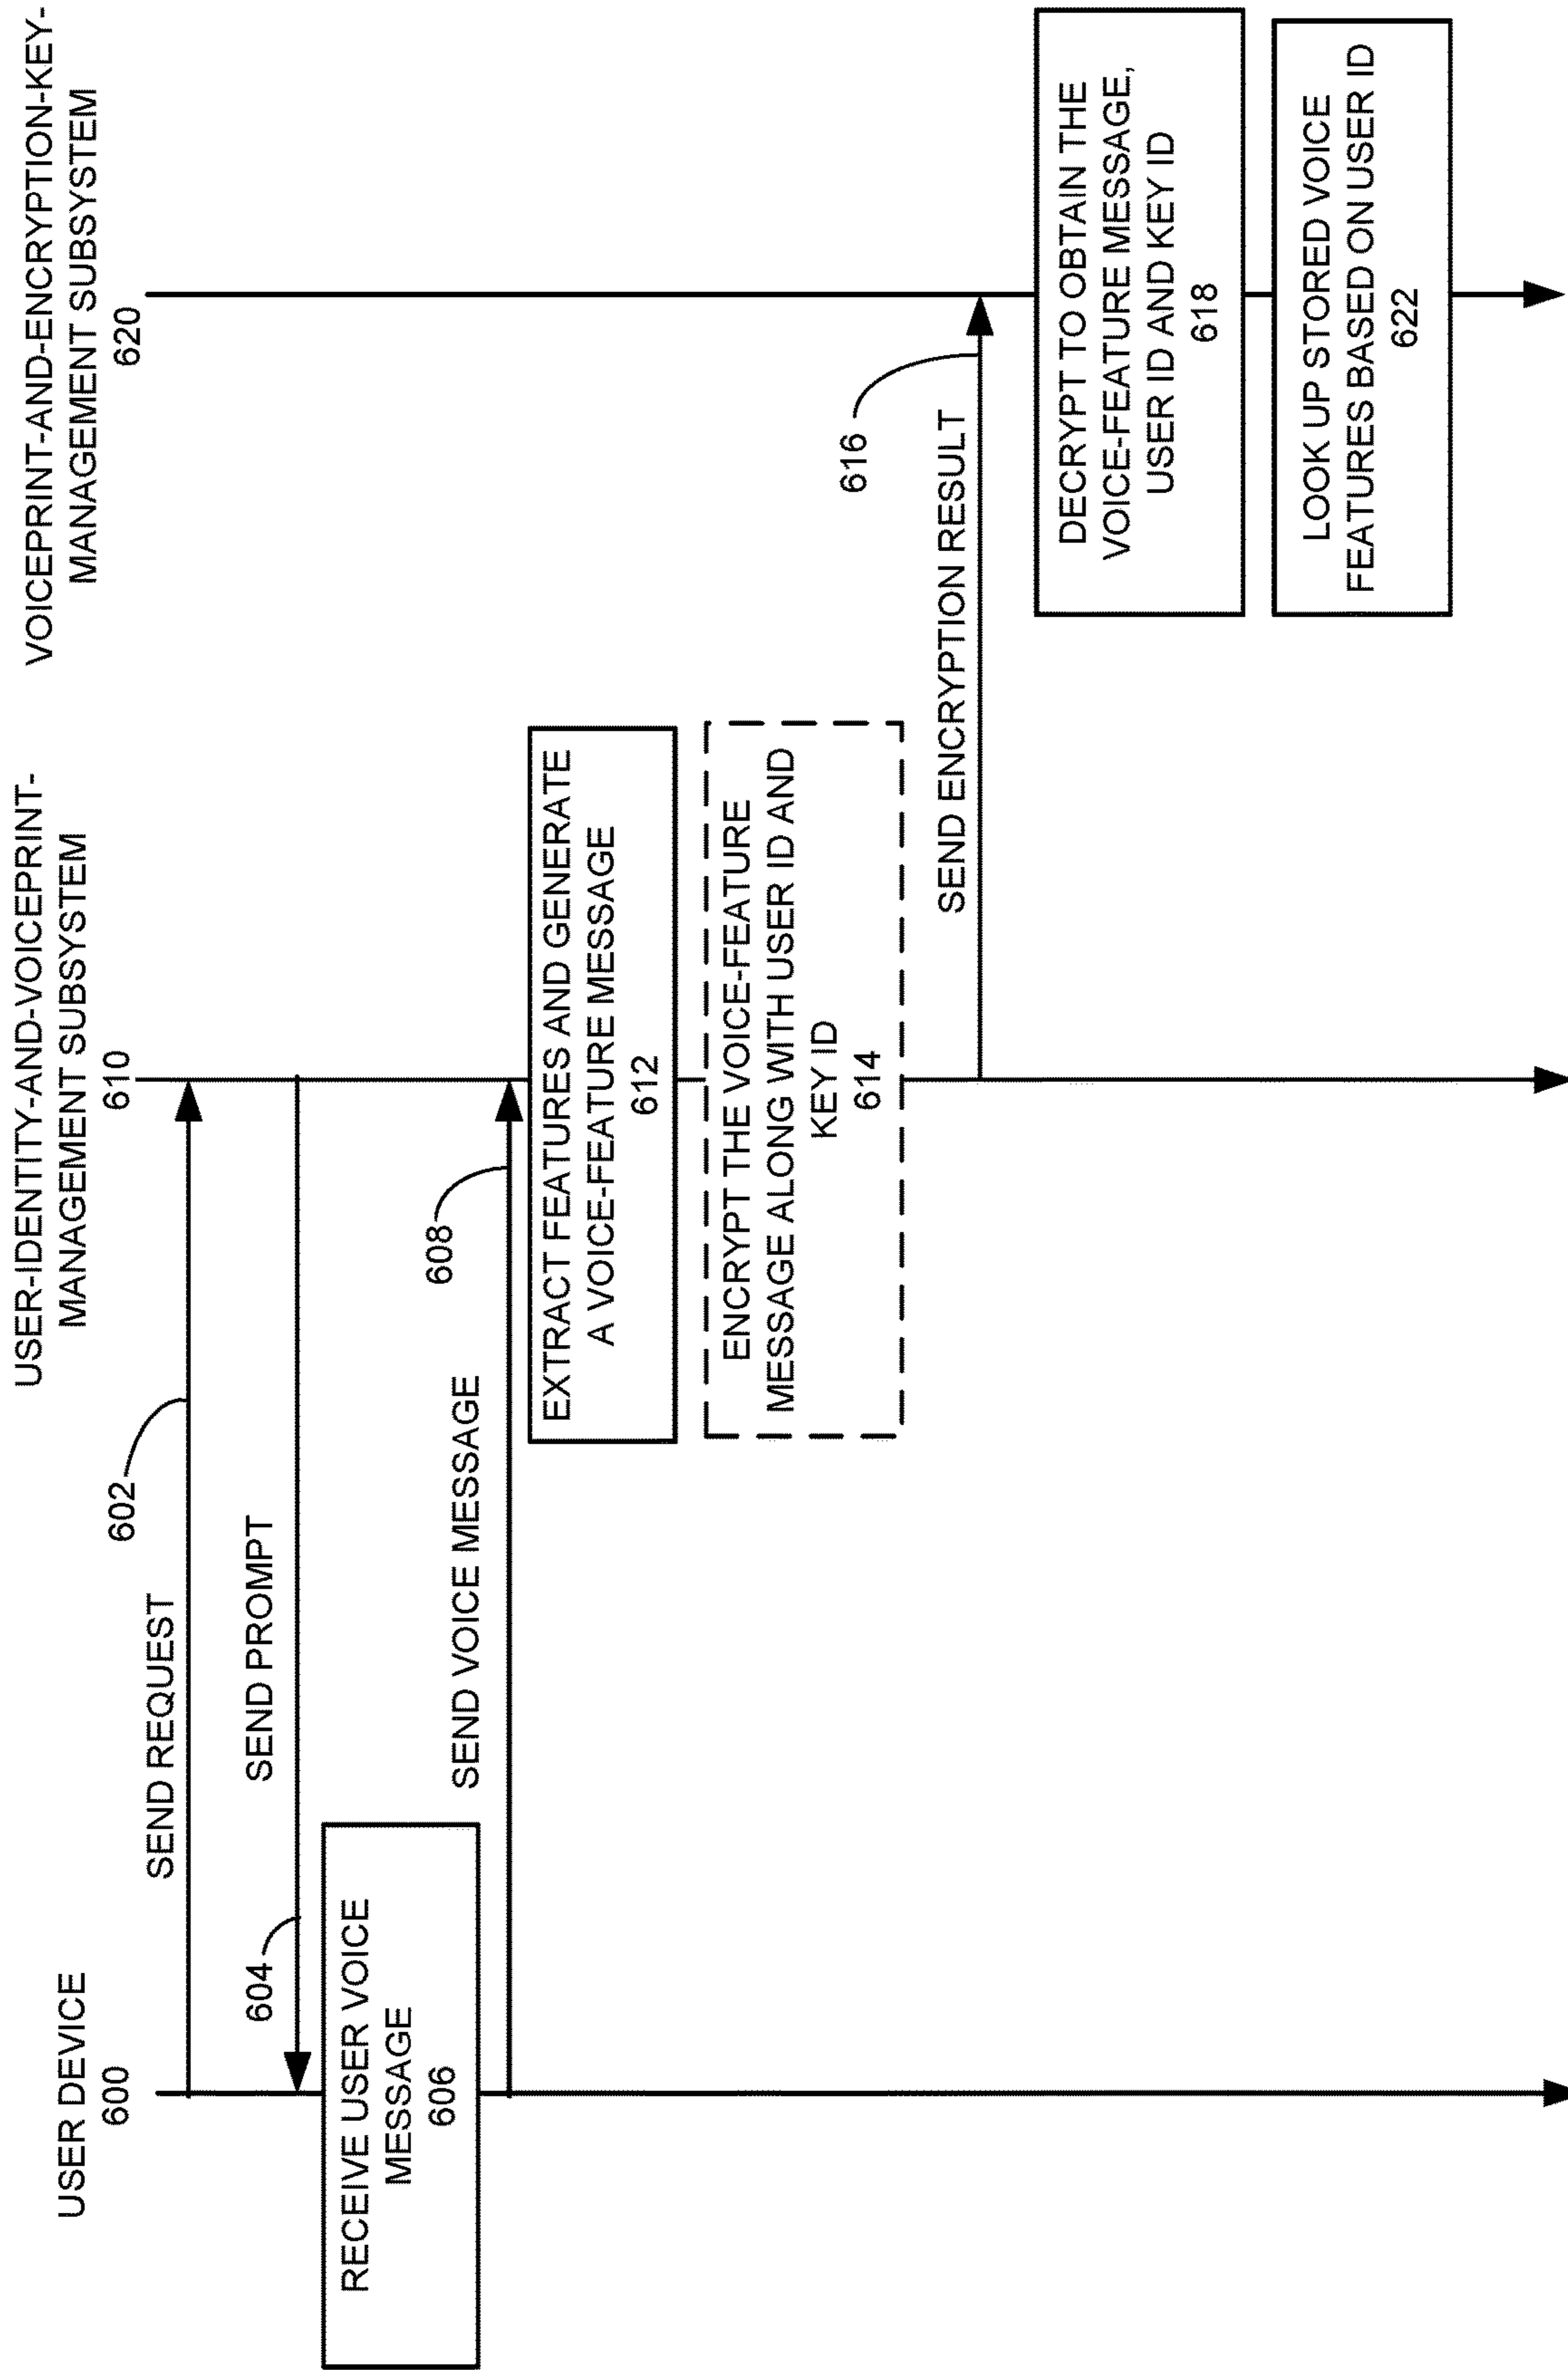 USER DEVICE
600
USER-IDENTITY-AND-VOICEPRINT-
MANAGEMENT SUBSYSTEM
610
VOICEPRINT-AND-ENCRYPTION-KEY-
MANAGEMENT SUBSYSTEM
620
SEND REQUEST
602
SEND PROMPT
604
RECEIVE USER VOICE
MESSAGE
606
SEND VOICE MESSAGE
608
EXTRACT FEATURES AND GENERATE
A VOICE-FEATURE MESSAGE
612
ENCRYPT THE VOICE-FEATURE
MESSAGE ALONG WITH USER ID AND
KEY ID
614
SEND ENCRYPTION RESULT
616
DECRYPT TO OBTAIN THE
VOICE-FEATURE MESSAGE,
USER ID AND KEY ID
618
LOOK UP STORED VOICE
FEATURES BASED ON USER ID
622